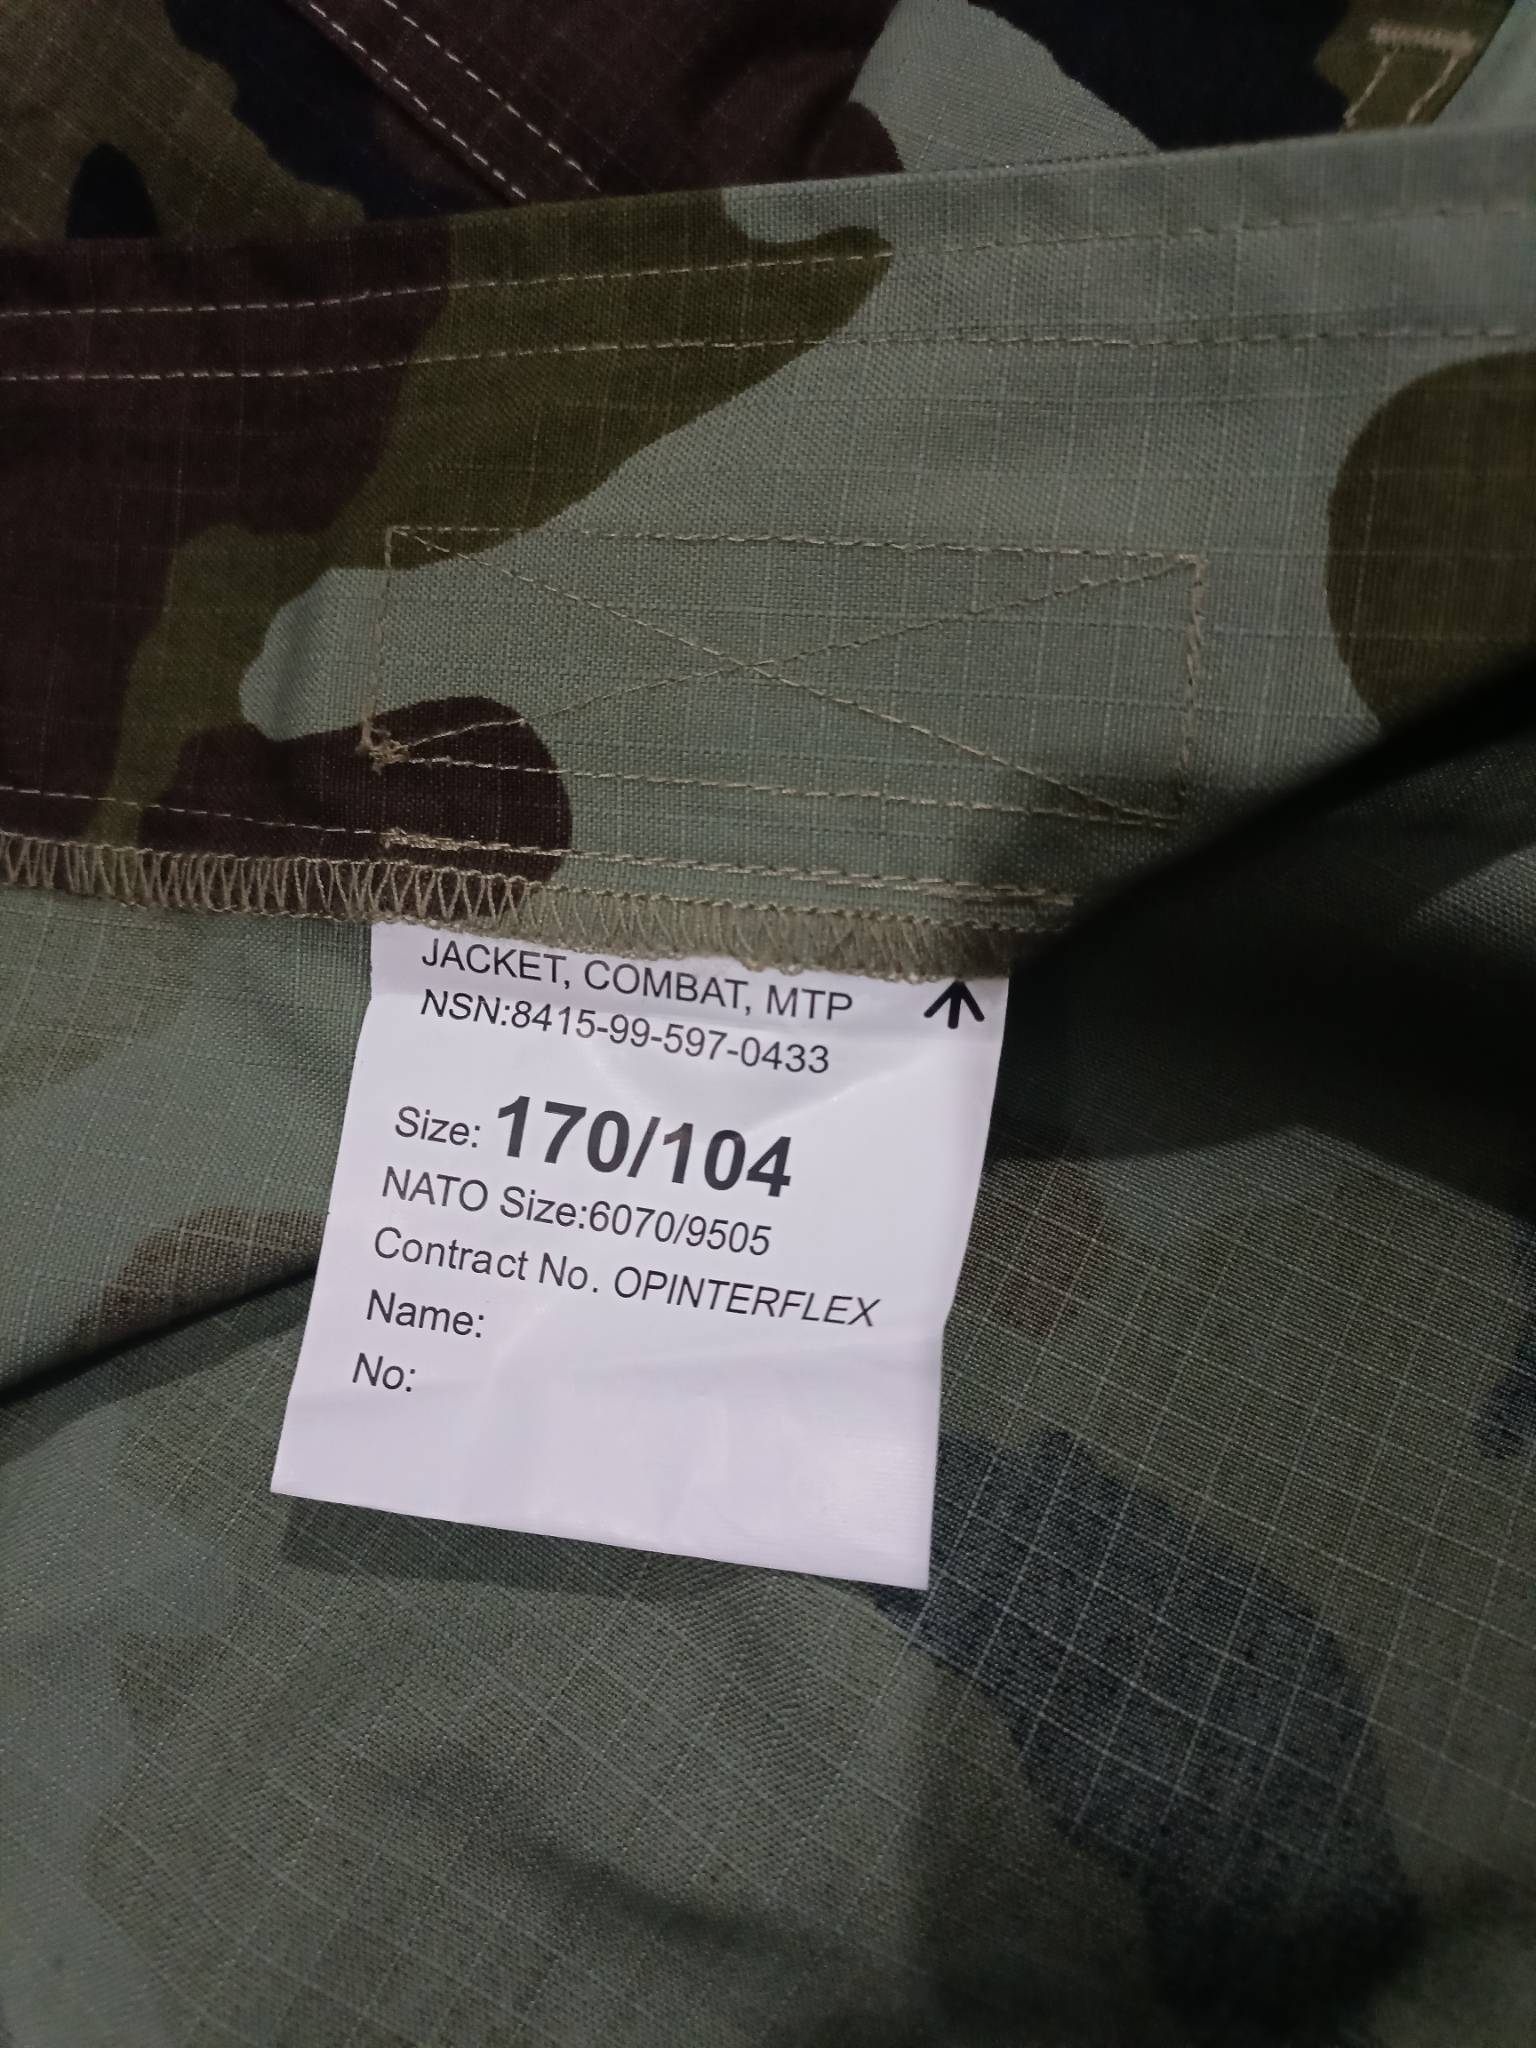 JACKET, COMBAT, MTP
NSN:8415-99-597-0433
Size: 170/104
NATO Size:6070/9505
Contract No. OPINTERFLEX
Name:
No: